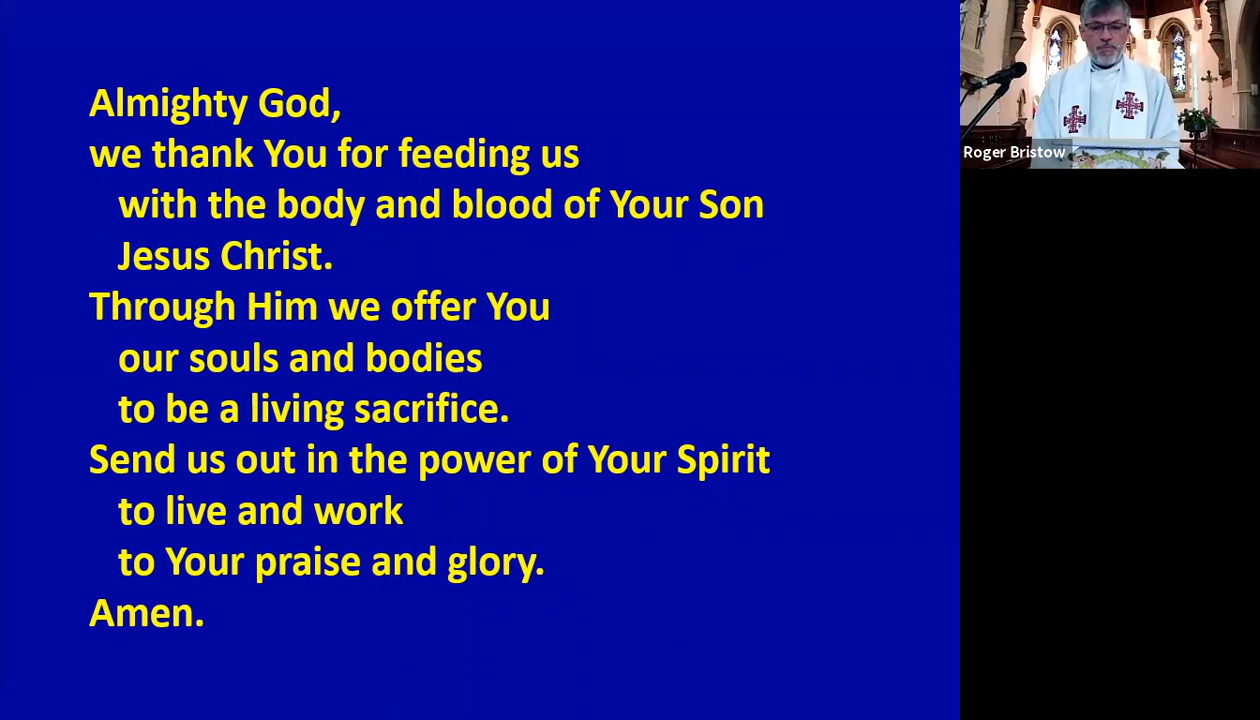 Almighty God,
we thank You for feeding us
with the body and blood of Your Son
Jesus Christ.
Through Him we offer You
our souls and bodies
to be a living sacrifice.
Send us out in the power of Your Spirit
to live and work
to Your praise and glory.
Amen.
Roger Bristow